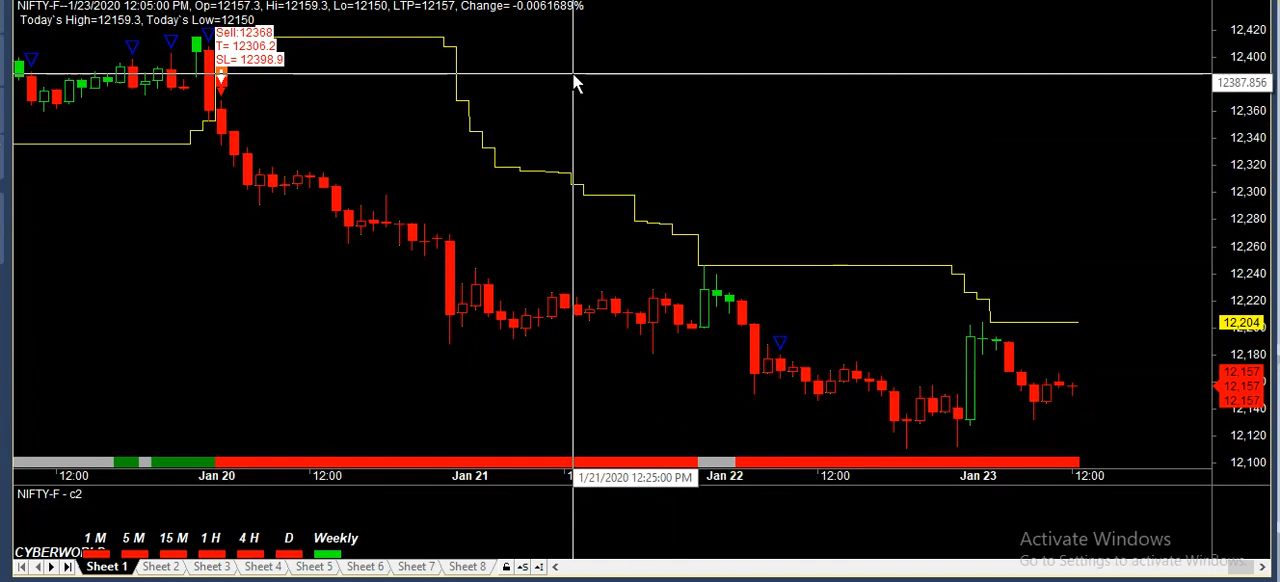 NIFTY-F--1/23/2020 12:05:00 PM, Op=12157.3, Hi=12159.3, Lo=12150, LTP=12157, Change= -0.0061689%
Today`s High=12159.3, Today`s Low=12150
Sell:12368
T= 12306.2
SL= 12398.9
12,420
12,400
12387.856
12,360
12,340
12,320
12,300
12,280
12,260
12,240
12,220
12,204
12,180
12,157
12,157
12,157
12,140
12,120
12,100
12:00 Jan 20 12:00 Jan 21 1/21/2020 12:25:00 PM Jan 22 12:00 Jan 23 12:00
NIFTY-F - c2
1 M 5 M 15 M 1 H 4 H D Weekly
Activate Windows
Go to Settings to activate Windows.
Sheet 1 Sheet 2 Sheet 3 Sheet 4 Sheet 5 Sheet 6 Sheet 7 Sheet 8